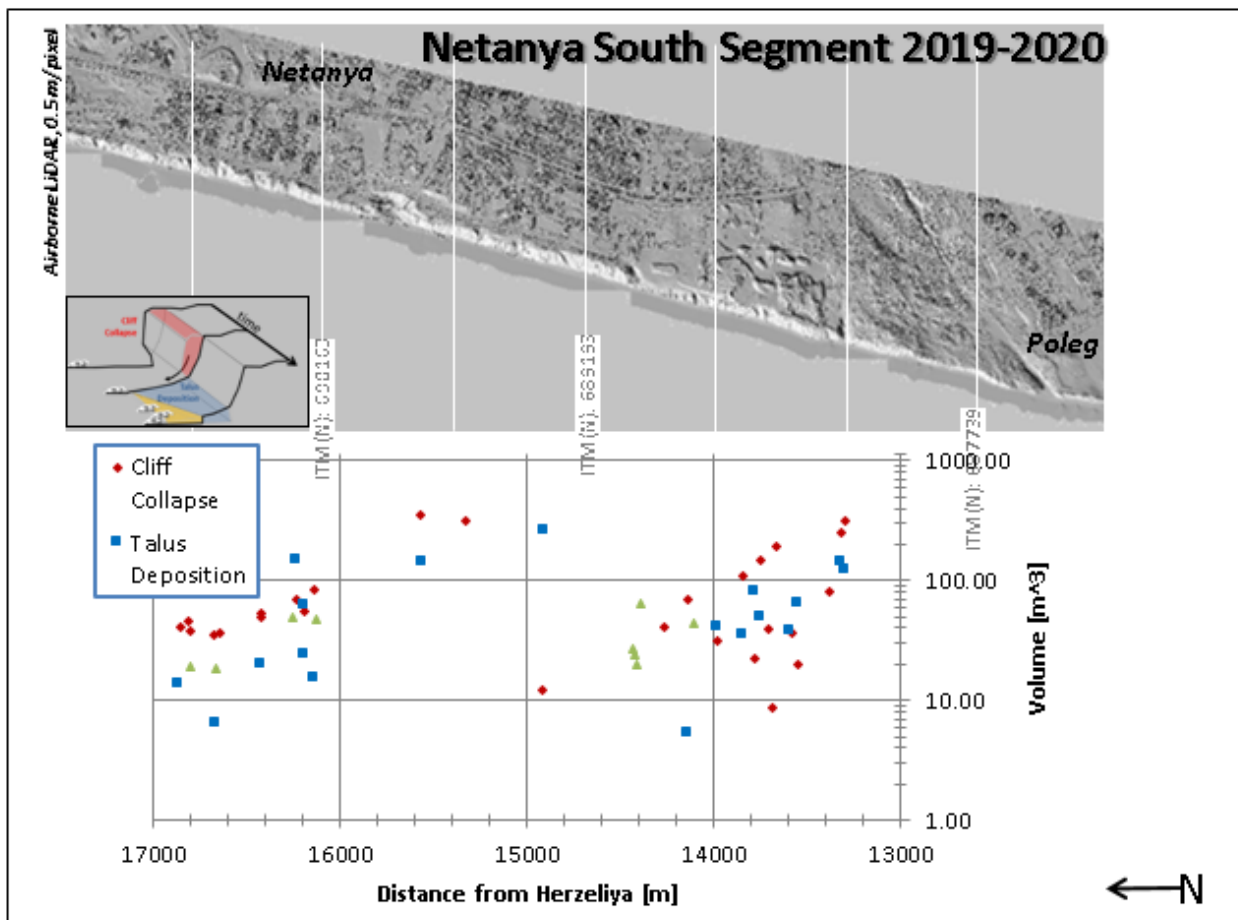 Netanya South Segment 2019-2020
Airborne LiDAR, 0.5 m/pixel
Netanya
Poleg
Cliff
Collapse
time
Talus
Deposition
ITM (N):
ITM (N):
ITM (N):
Cliff
Collapse
Talus
Deposition
1000.00
100.00
10.00
1.00
Volume [m^3]
17000
16000
15000
14000
13000
Distance from Herzeliya [m]
N